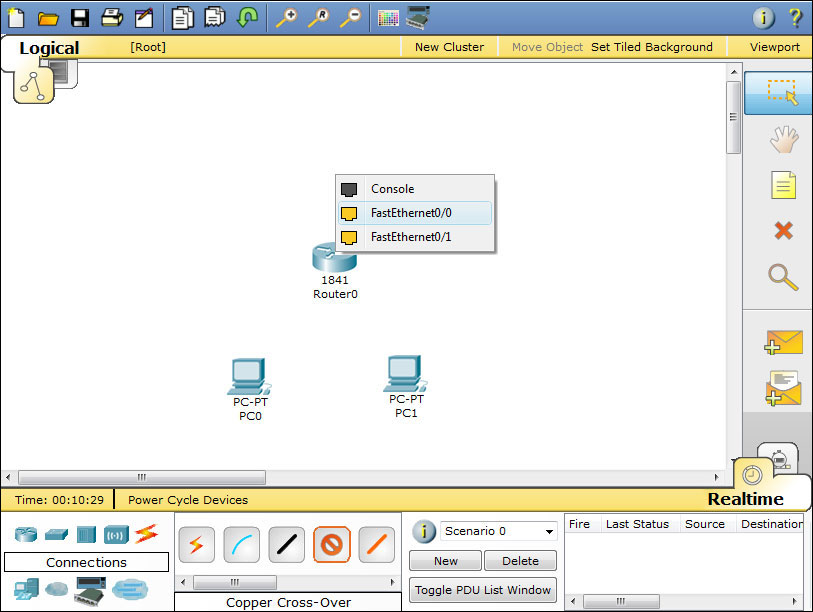 Logical
[Root]
New Cluster
Move Object
Set Tiled Background
Viewport
Console
FastEthernet0/0
FastEthernet0/1
1841
Router0
PC-PT
PC0
PC-PT
PC1
Time: 00:10:29
Power Cycle Devices
Realtime
Connections
Copper Cross-Over
Scenario 0
New
Delete
Toggle PDU List Window
Fire
Last Status
Source
Destination